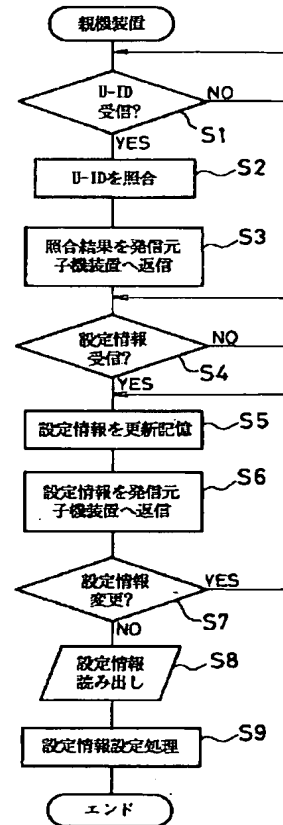 親機装置
U-ID
受信?
NO
S1
YES
U-IDを照合
S2
照合結果を発信元
子機装置へ返信
S3
設定情報
受信?
NO
S4
YES
設定情報を更新記憶
S5
設定情報を発信元
子機装置へ返信
S6
設定情報
変更?
YES
S7
NO
設定情報
読み出し
S8
設定情報設定処理
S9
エンド